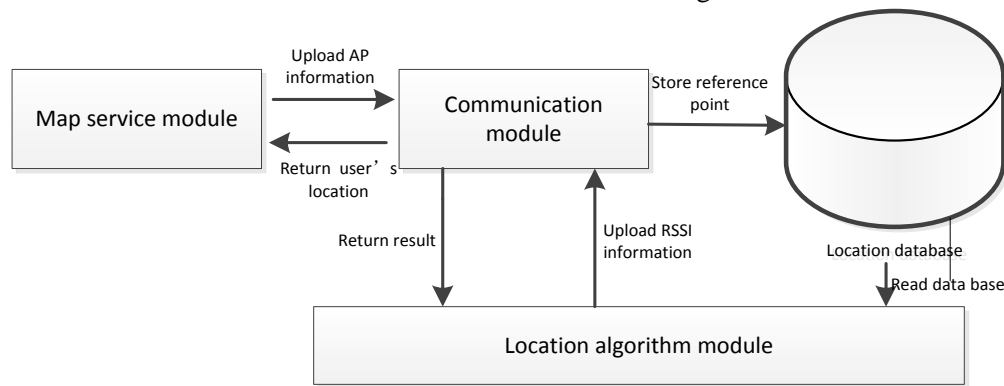 Upload AP
information
Map service module
Communication
module
Store reference
point
Return user’s
location
Return result
Upload RSSI
information
Location database
Read data base
Location algorithm module